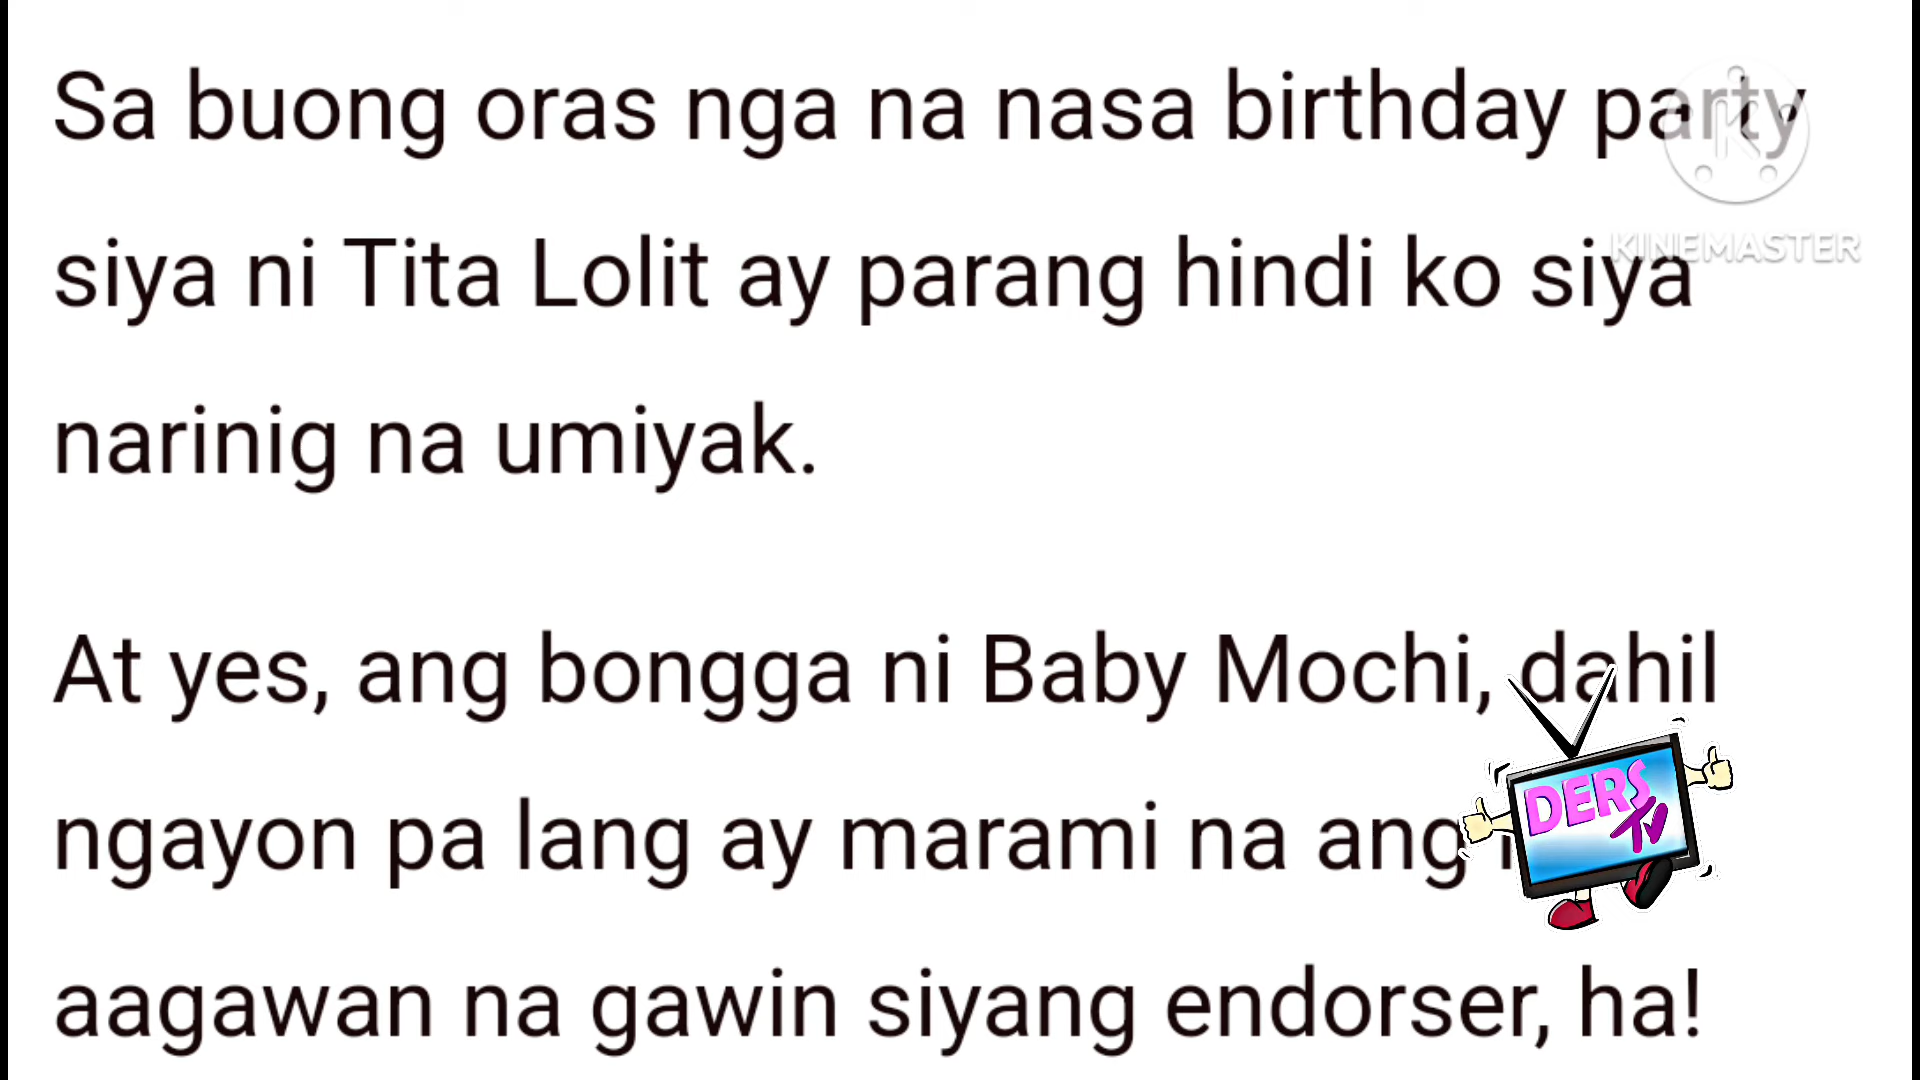 Sa buong oras nga na nasa birthday party
siya ni Tita Lolit ay parang hindi ko siya
narinig na umiyak.
At yes, ang bongga ni Baby Mochi, dahil
ngayon pa lang ay marami na ang
aagawan na gawin siyang endorser, ha!
KINEMASTER
DERS TV